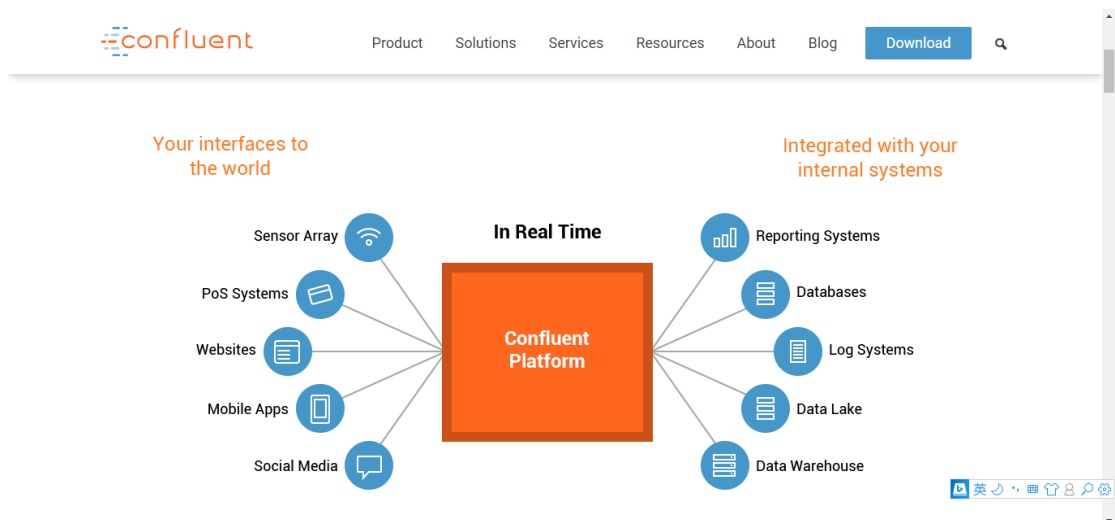 confluent
Product Solutions Services Resources About Blog Download
Your interfaces to
the world
Integrated with your
internal systems
In Real Time
Sensor Array
PoS Systems
Websites
Mobile Apps
Social Media
Confluent
Platform
Reporting Systems
Databases
Log Systems
Data Lake
Data Warehouse
英